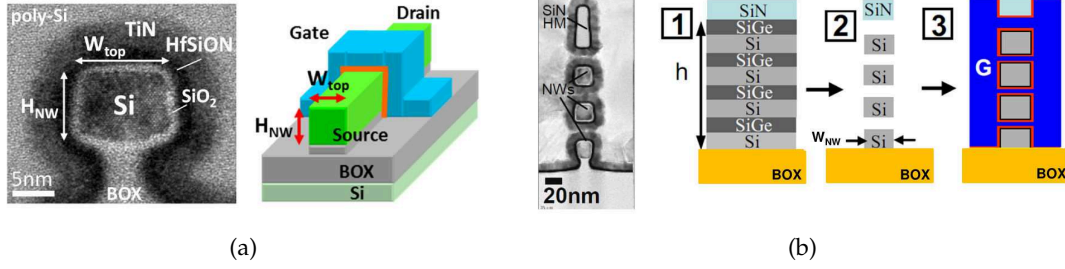 poly-Si
TiN
HfSiON
W_top
H_NW
Si
SiO₂
5nm
BOX
Drain
Gate
W_top
H_NW
Source
BOX
Si
(a)
SiN
HM
NWs
20nm
1
h
SiN
SiGe
Si
SiGe
Si
SiGe
Si
SiGe
Si
BOX
2
SiN
Si
Si
Si
W_NW
Si
BOX
3
G
BOX
(b)